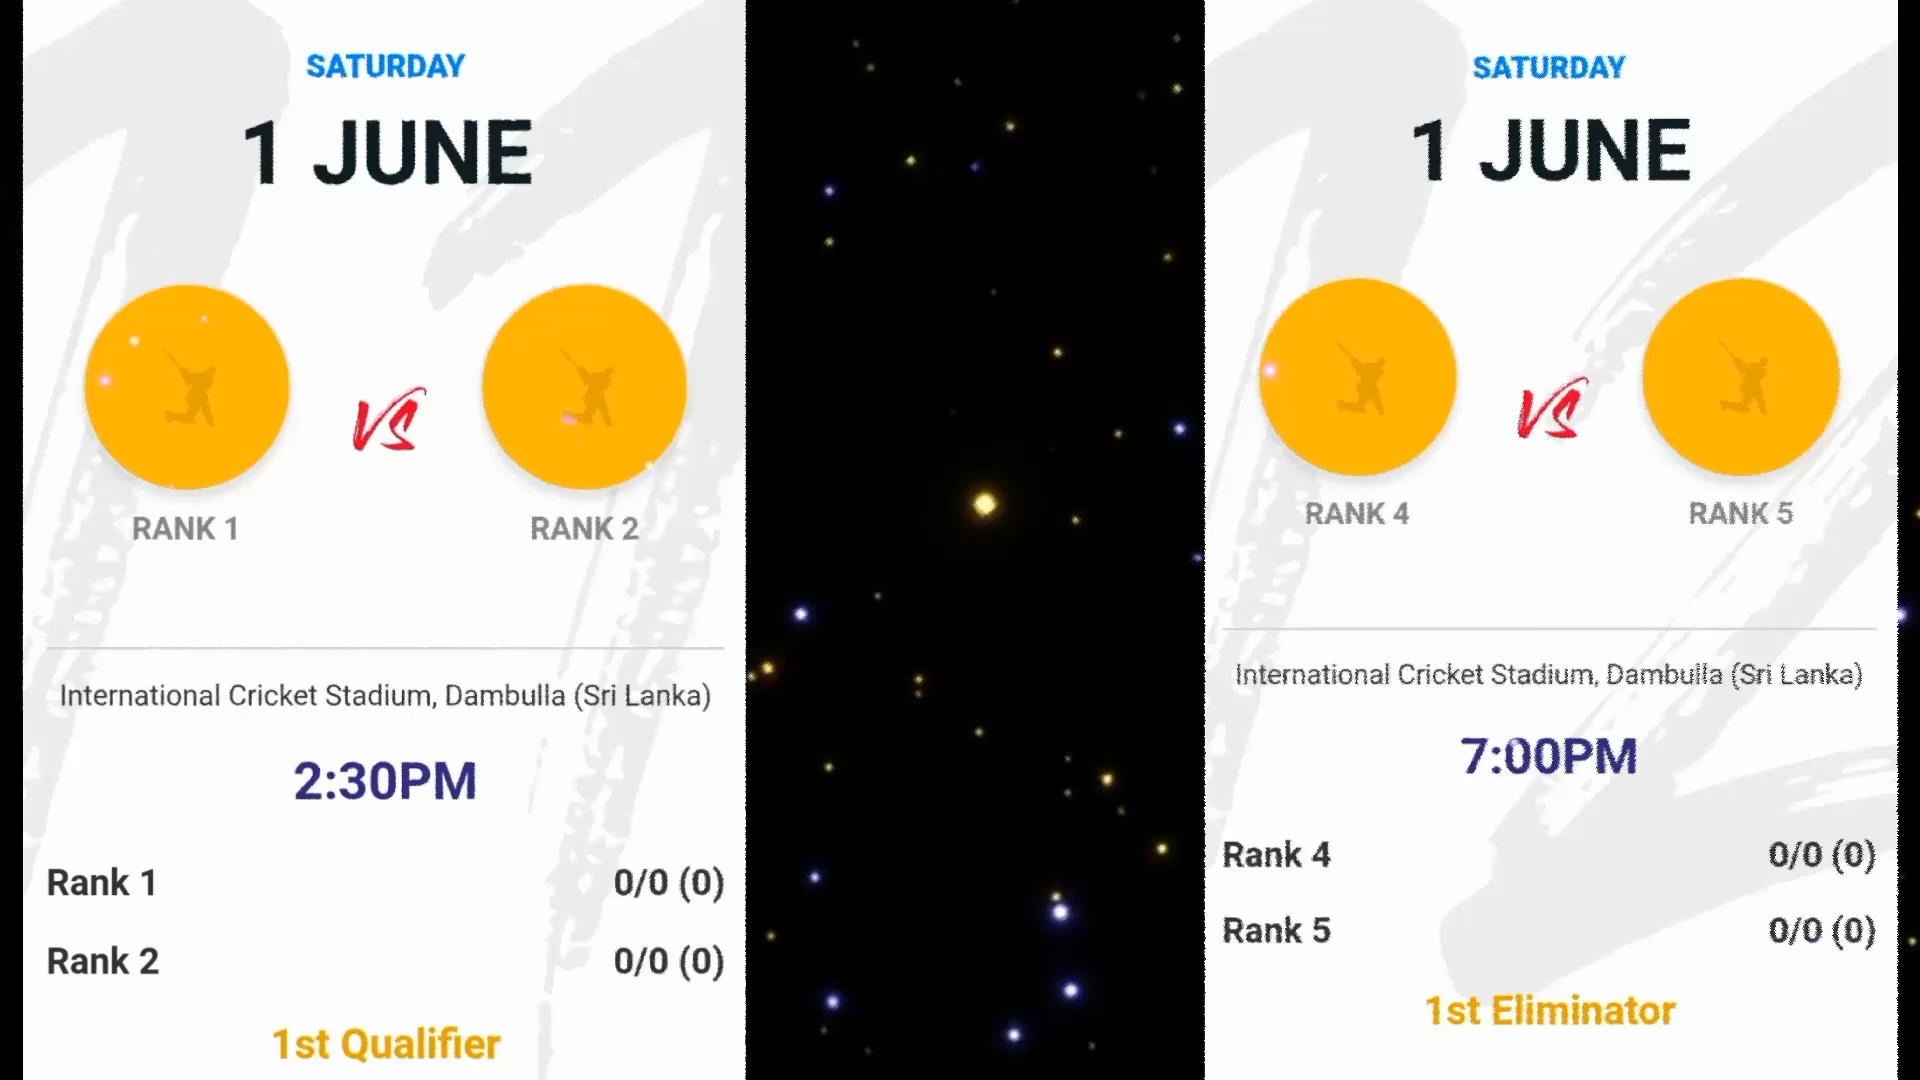 SATURDAY
1 JUNE
VS
RANK 1
RANK 2
International Cricket Stadium, Dambulla (Sri Lanka)
2:30PM
Rank 1 0/0 (0)
Rank 2 0/0 (0)
1st Qualifier
SATURDAY
1 JUNE
VS
RANK 4
RANK 5
International Cricket Stadium, Dambulla (Sri Lanka)
7:00PM
Rank 4 0/0 (0)
Rank 5 0/0 (0)
1st Eliminator